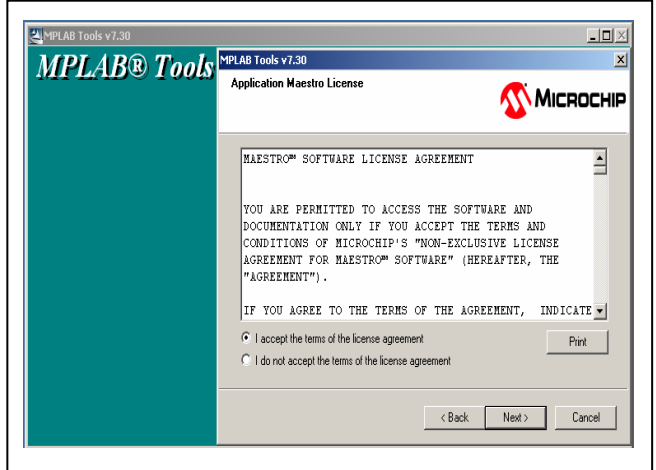 MPLAB Tools v7.30
MPLAB® Tools
MPLAB Tools v7.30
Application Maestro License
MICROCHIP
MAESTRO™ SOFTWARE LICENSE AGREEMENT
YOU ARE PERMITTED TO ACCESS THE SOFTWARE AND
DOCUMENTATION ONLY IF YOU ACCEPT THE TERMS AND
CONDITIONS OF MICROCHIP'S "NON-EXCLUSIVE LICENSE
AGREEMENT FOR MAESTRO™ SOFTWARE" (HEREAFTER, THE
"AGREEMENT").
IF YOU AGREE TO THE TERMS OF THE AGREEMENT, INDICATE
I accept the terms of the license agreement
Print
I do not accept the terms of the license agreement
< Back
Next >
Cancel